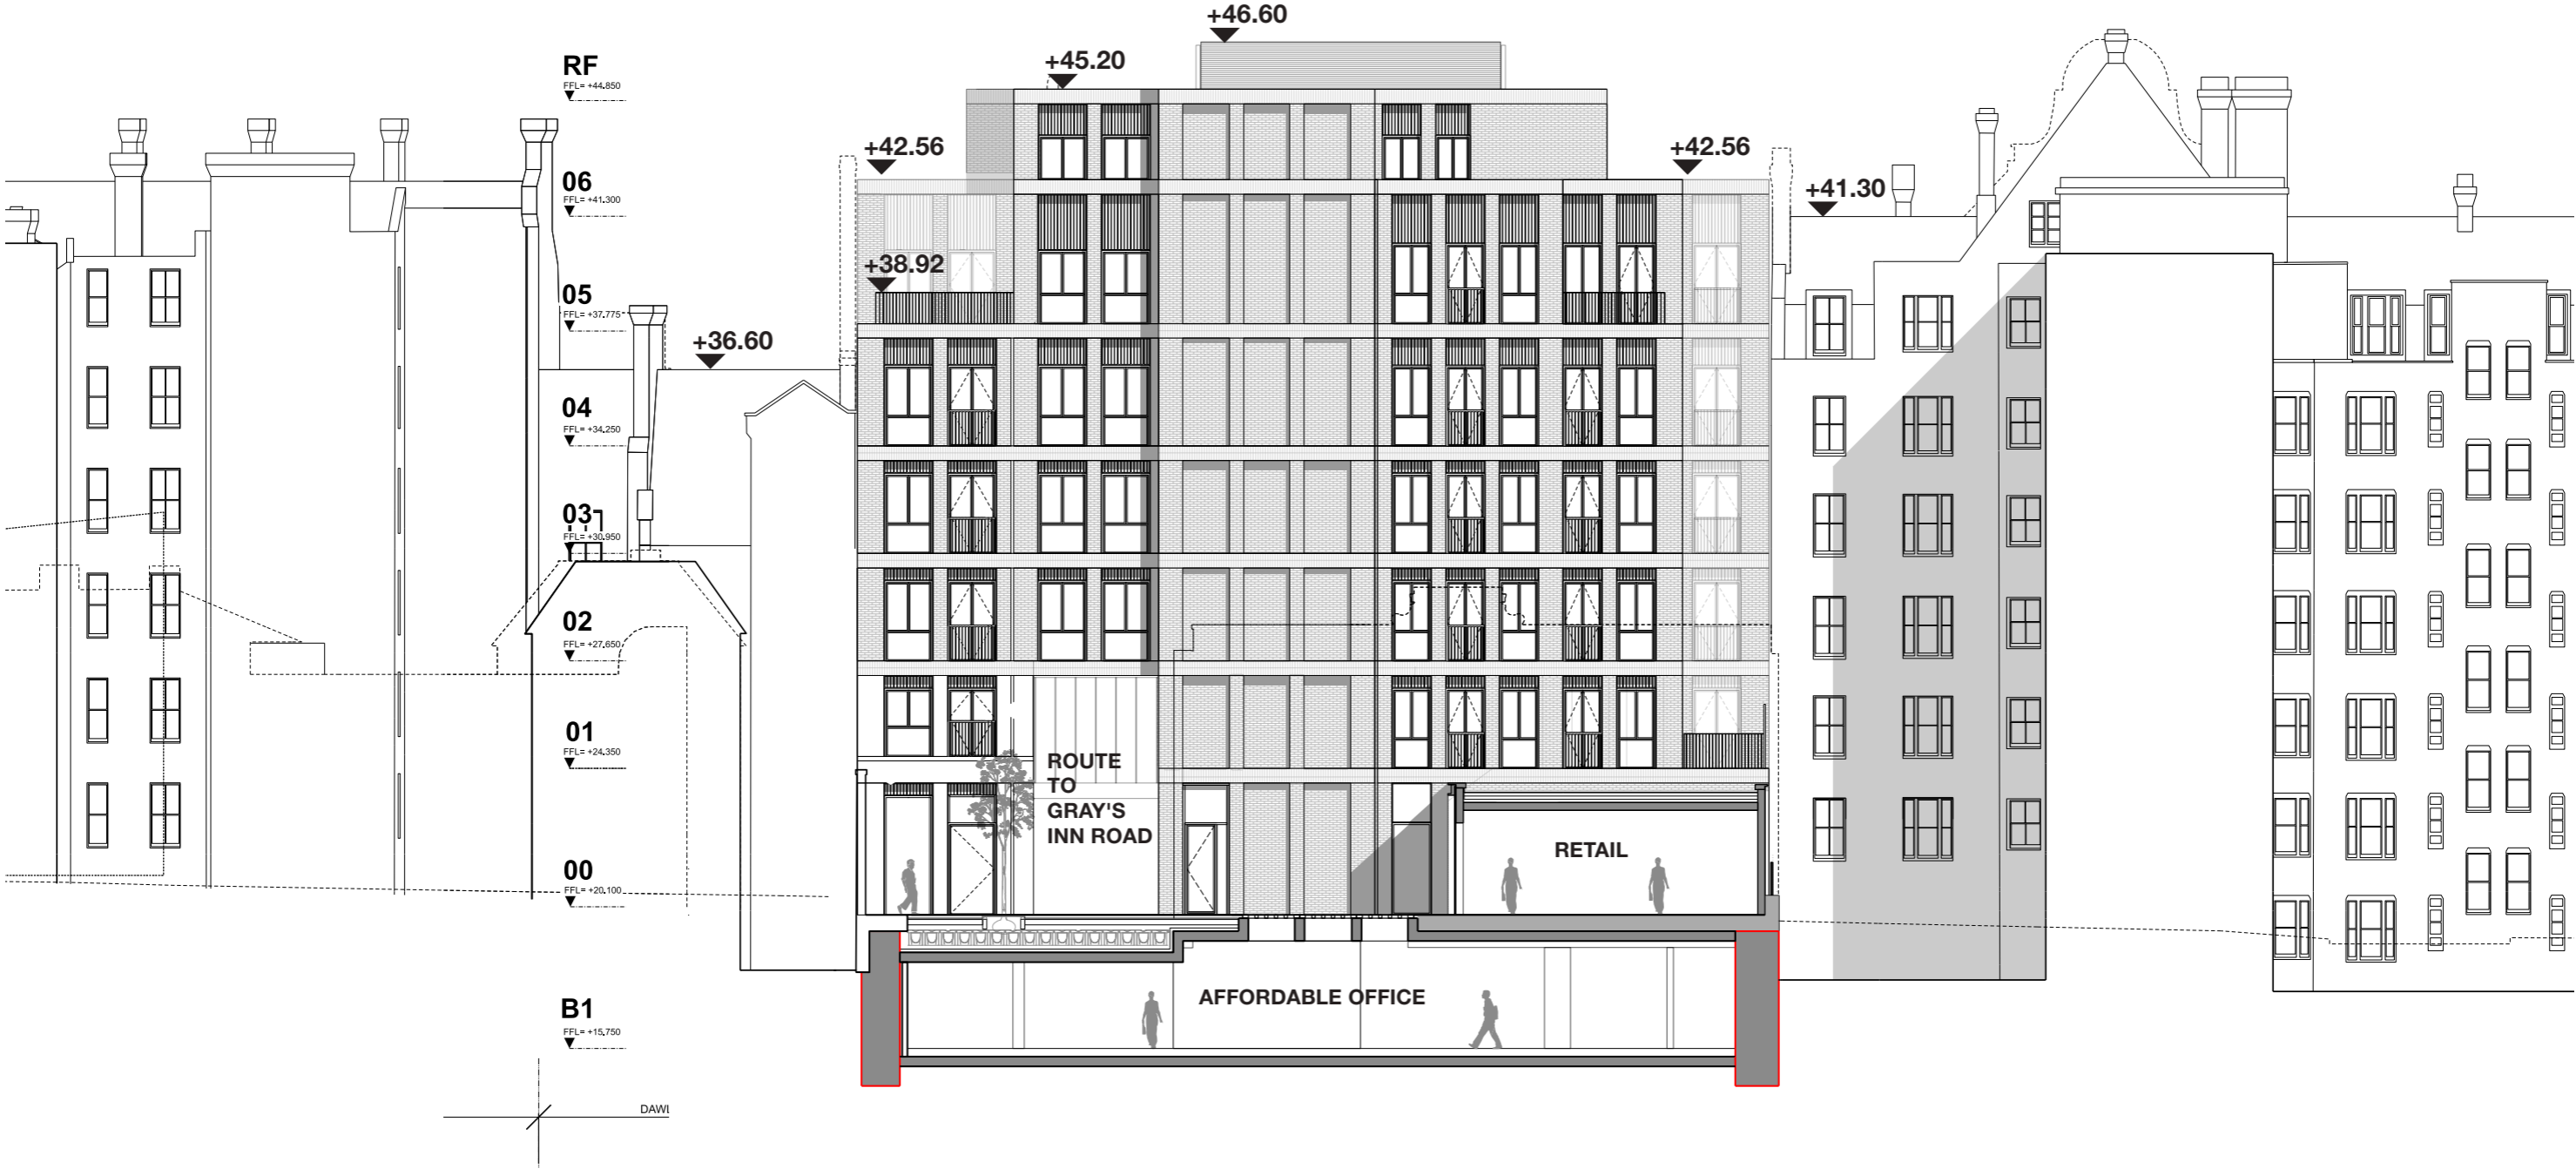 +46.60
+45.20
RF
FFL= +44.850
+42.56
+42.56
06
FFL= +41.300
+41.30
+38.92
05
FFL= +37.775
+36.60
04
FFL= +34.250
03
FFL= +30.950
02
FFL= +27.650
01
FFL= +24.350
ROUTE
TO
GRAY'S
INN ROAD
RETAIL
00
FFL= +20.100
AFFORDABLE OFFICE
B1
FFL= +15.750
DAWL